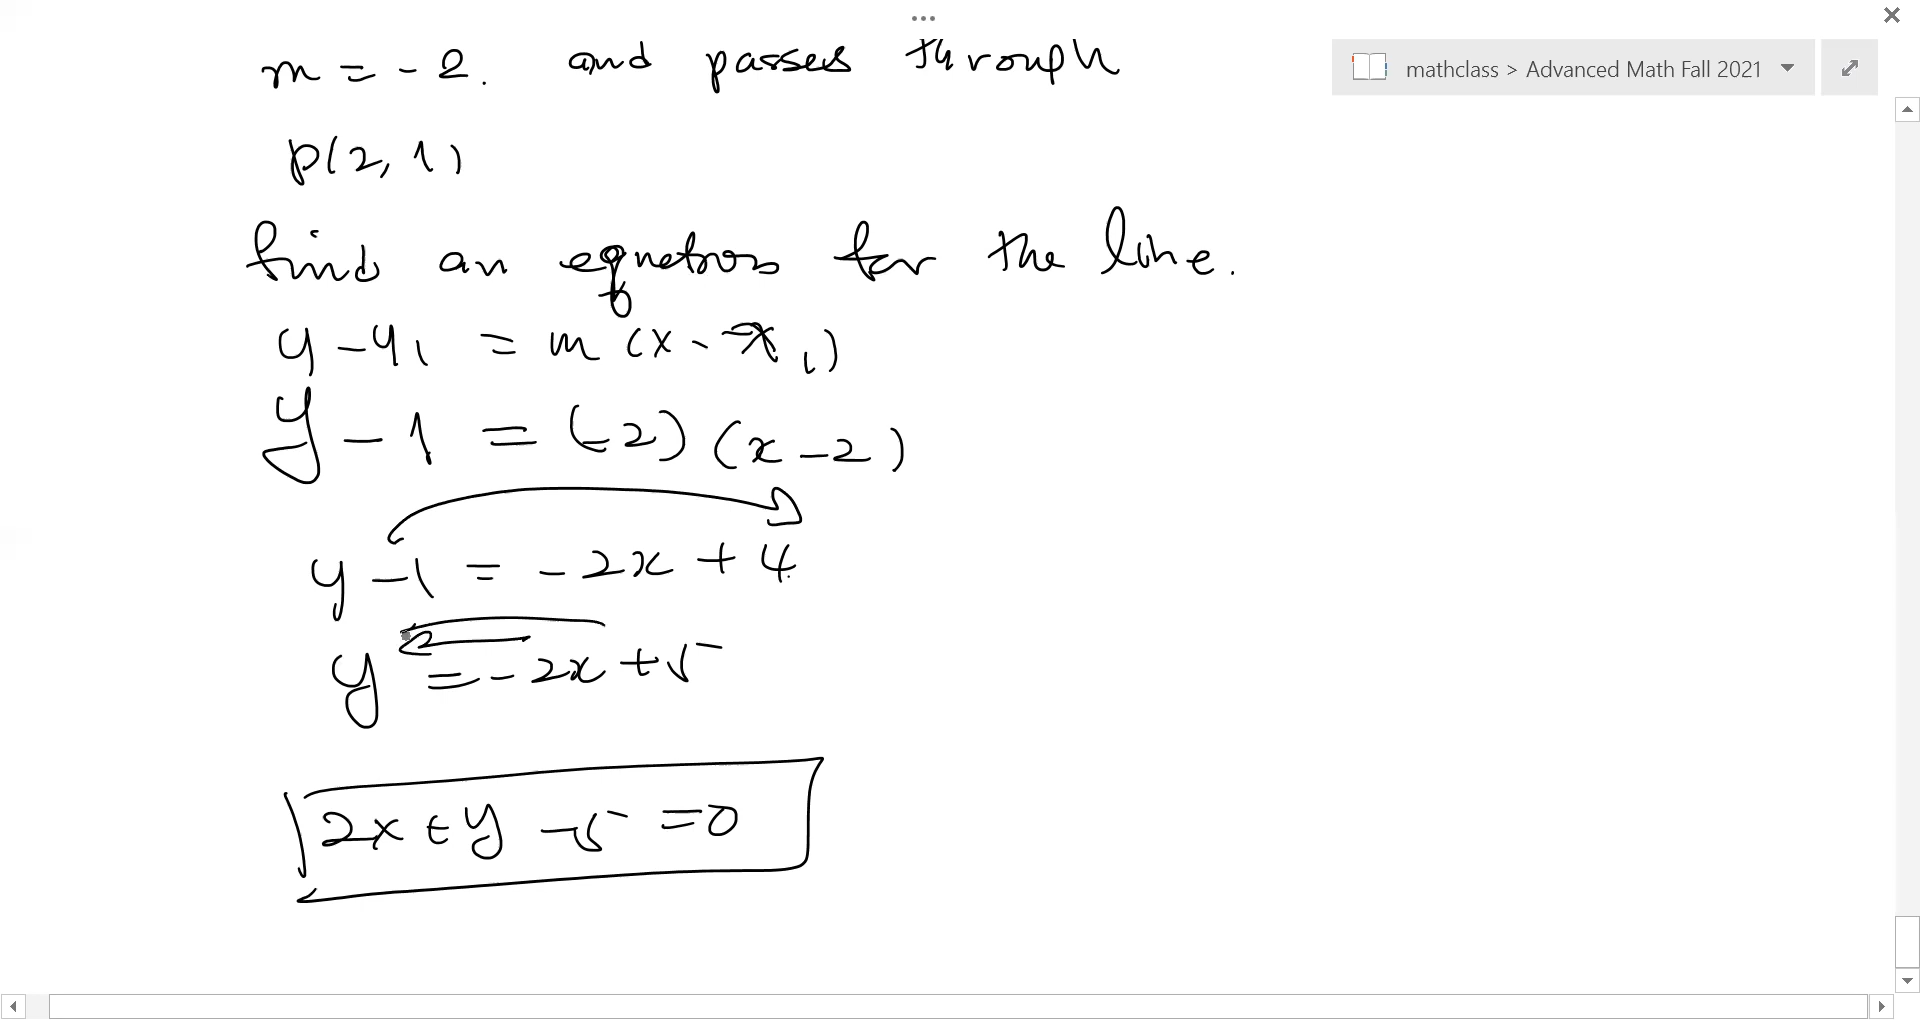 m = -2. and passes through
mathclass > Advanced Math Fall 2021
p(2, 1)
find an equation for the line.
y - y₁ = m (x - x₁)
y - 1 = (-2) (x - 2)
y - 1 = - 2x + 4
y = - 2x + 5
2x + y - 5 = 0